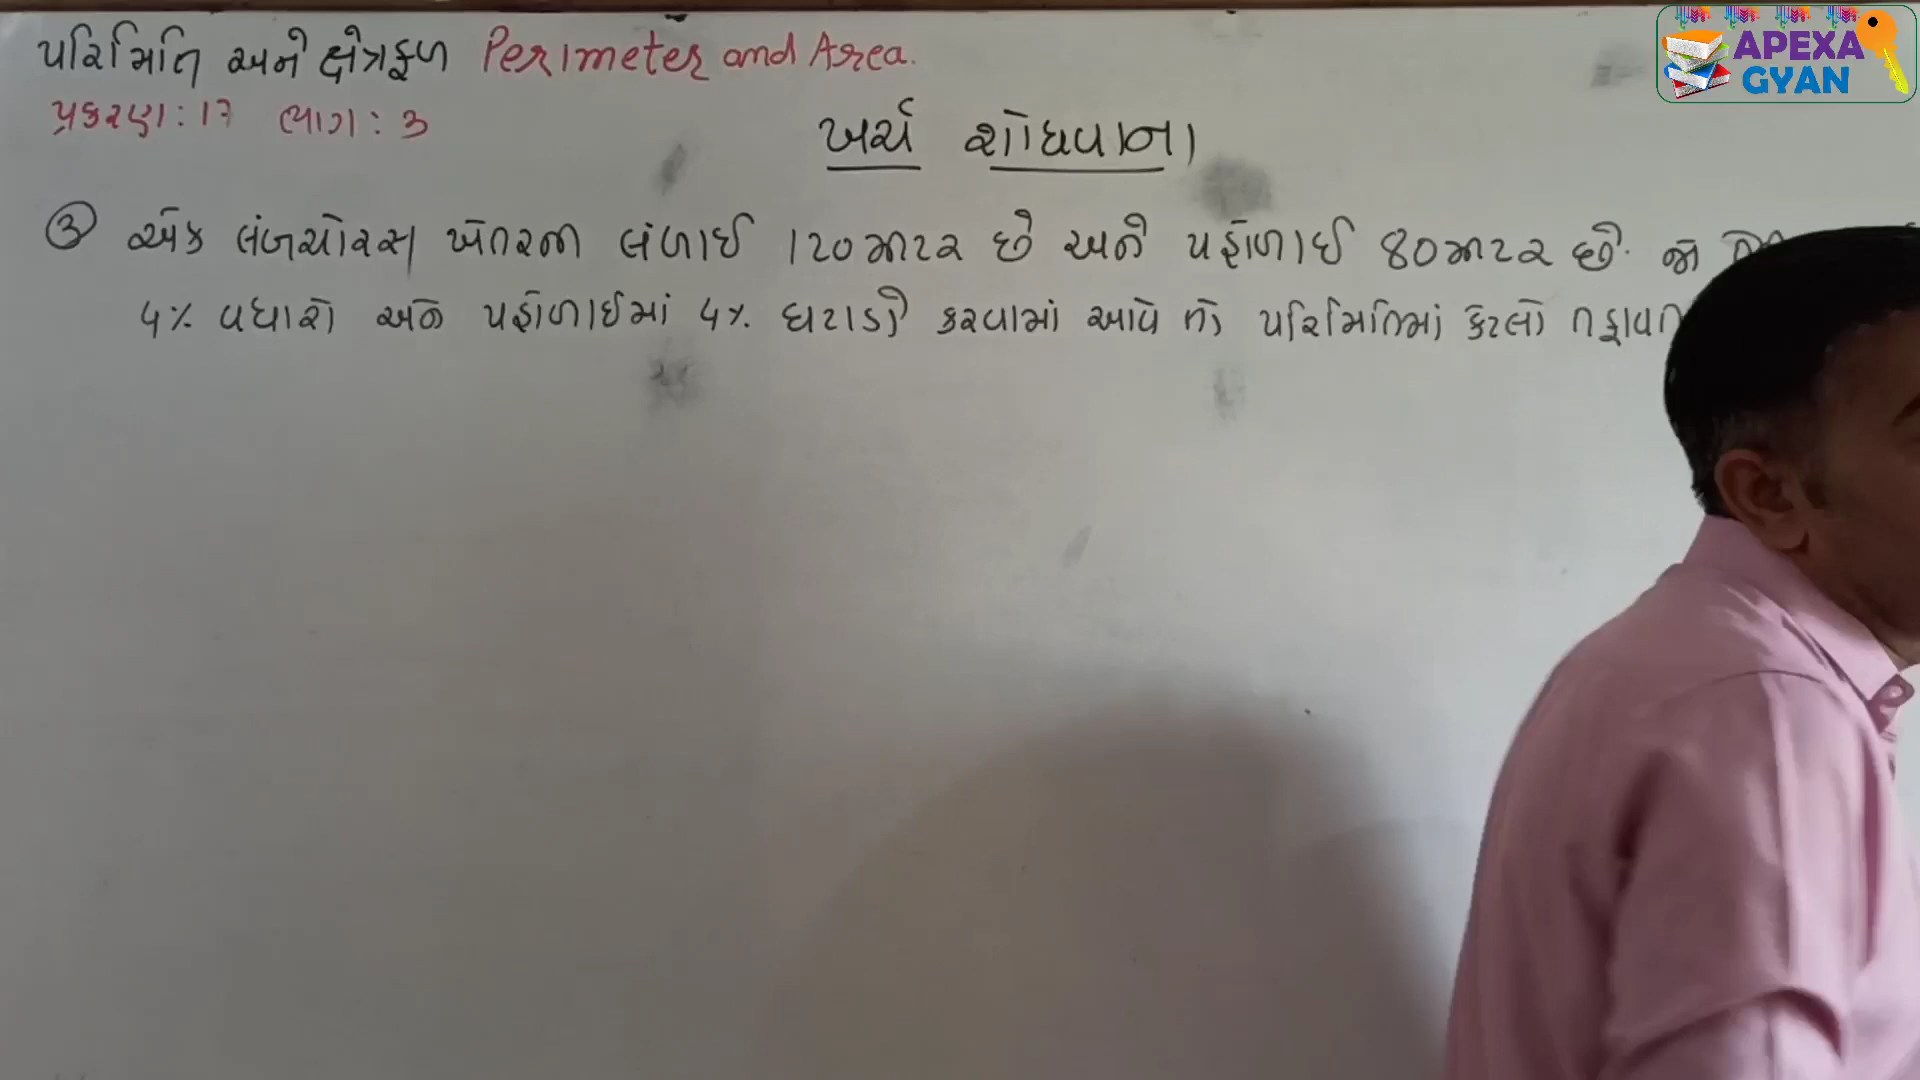 પરિમિતિ અને ક્ષેત્રફળ Perimeter and Area.
પ્રકરણ : 17 ભાગ : 3
ખર્ચ શોધવાના
③ એક લંબચોરસ ખેતરની લંબાઈ 120 મીટર છે અને પહોળાઈ 80 મીટર છે. જો
5% વધારો અને પહોળાઈમાં 5% ઘટાડો કરવામાં આવે તો પરિમિતિમાં કેટલો તફાવત
APEXA
GYAN